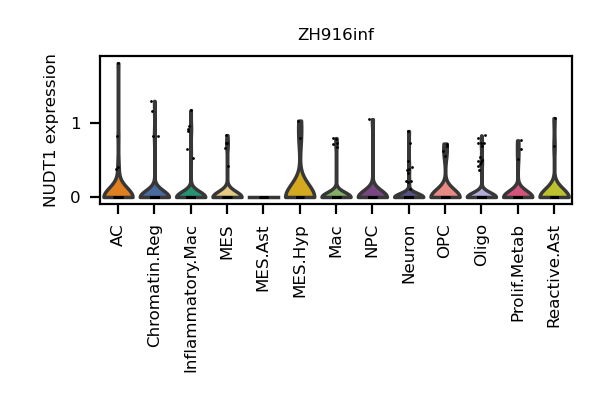 ZH916inf
NUDT1 expression
1
0
AC
Chromatin.Reg
Inflammatory.Mac
MES
MES.Ast
MES.Hyp
Mac
NPC
Neuron
OPC
Oligo
Prolif.Metab
Reactive.Ast